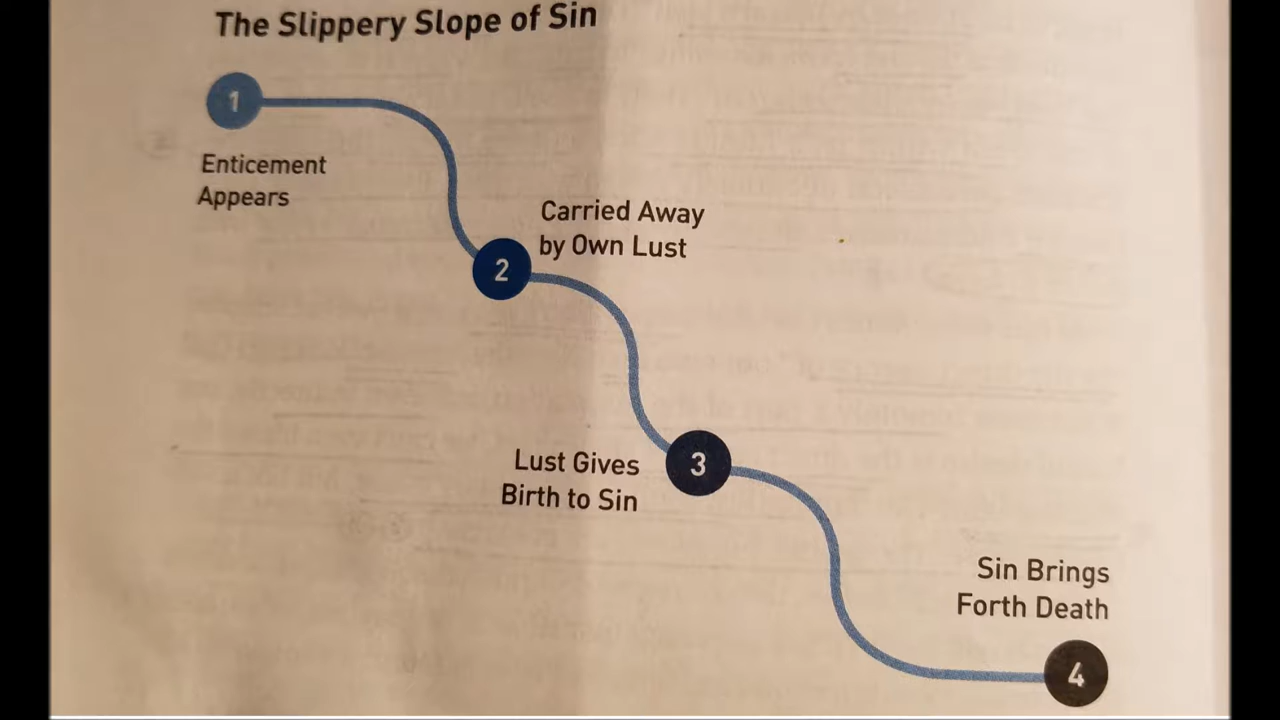 The Slippery Slope of Sin
1
Enticement
Appears
Carried Away
by Own Lust
2
Lust Gives
Birth to Sin
3
Sin Brings
Forth Death
4